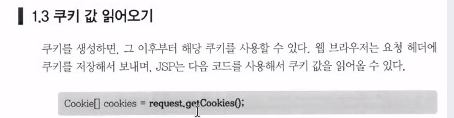 1.3 쿠키 값 읽어오기
쿠키를 생성하면, 그 이후부터 해당 쿠키를 사용할 수 있다. 웹 브라우저는 요청 헤더에
쿠키를 저장해서 보내며, JSP는 다음 코드를 사용해서 쿠키 값을 읽어올 수 있다.
Cookie[] cookies = request.getCookies();